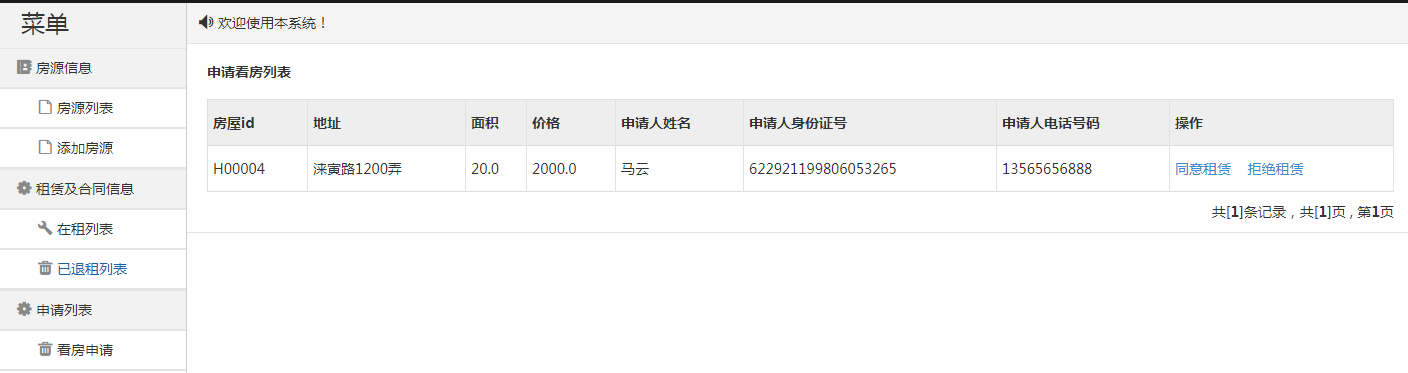 菜单
房源信息
房源列表
添加房源
租赁及合同信息
在租列表
已退租列表
申请列表
看房申请
欢迎使用本系统！
申请看房列表
房屋id 地址 面积 价格 申请人姓名 申请人身份证号 申请人电话号码 操作
H00004 涞寅路1200弄 20.0 2000.0 马云 622921199806053265 13565656888 同意租赁 拒绝租赁
共[1]条记录，共[1]页，第1页